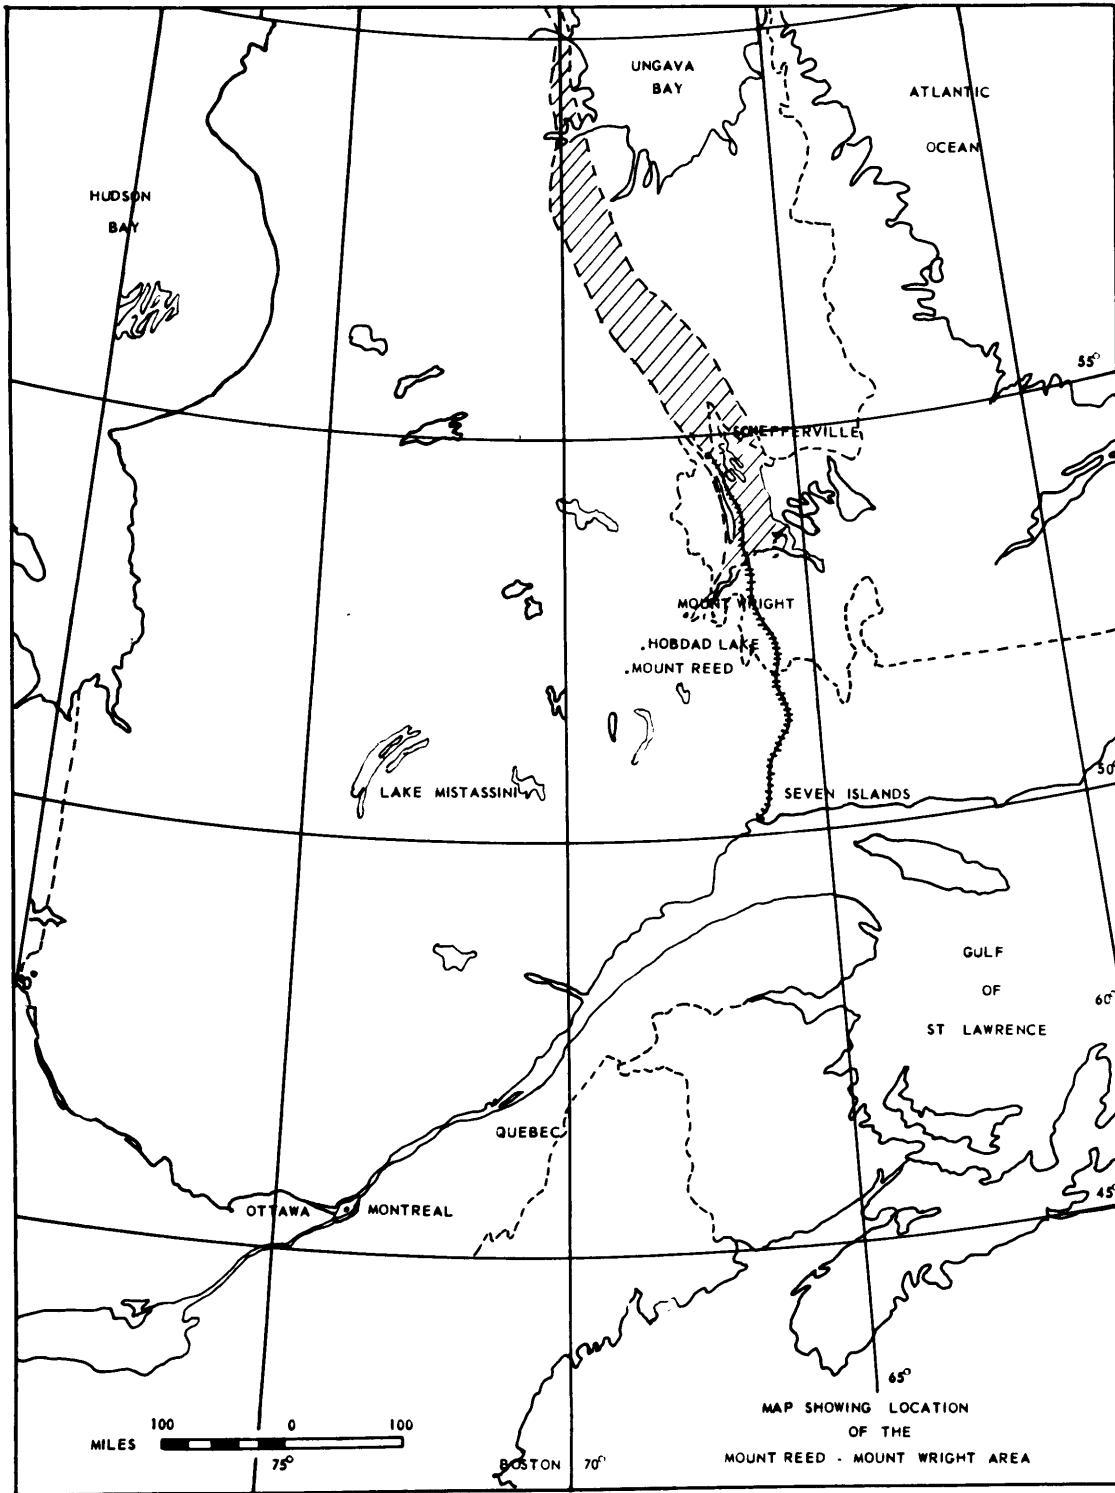 UNGAVA
BAY
ATLANTIC
OCEAN
HUDSON
BAY
55°
SCHEFFERVILLE
MOUNT WRIGHT
.HOBDAD LAKE
.MOUNT REED
50°
LAKE MISTASSINI
SEVEN ISLANDS
GULF
OF
ST LAWRENCE
60°
QUEBEC
45°
OTTAWA
MONTREAL
65°
MAP SHOWING LOCATION
OF THE
MOUNT REED - MOUNT WRIGHT AREA
100 0 100
MILES
75°
BOSTON
70°